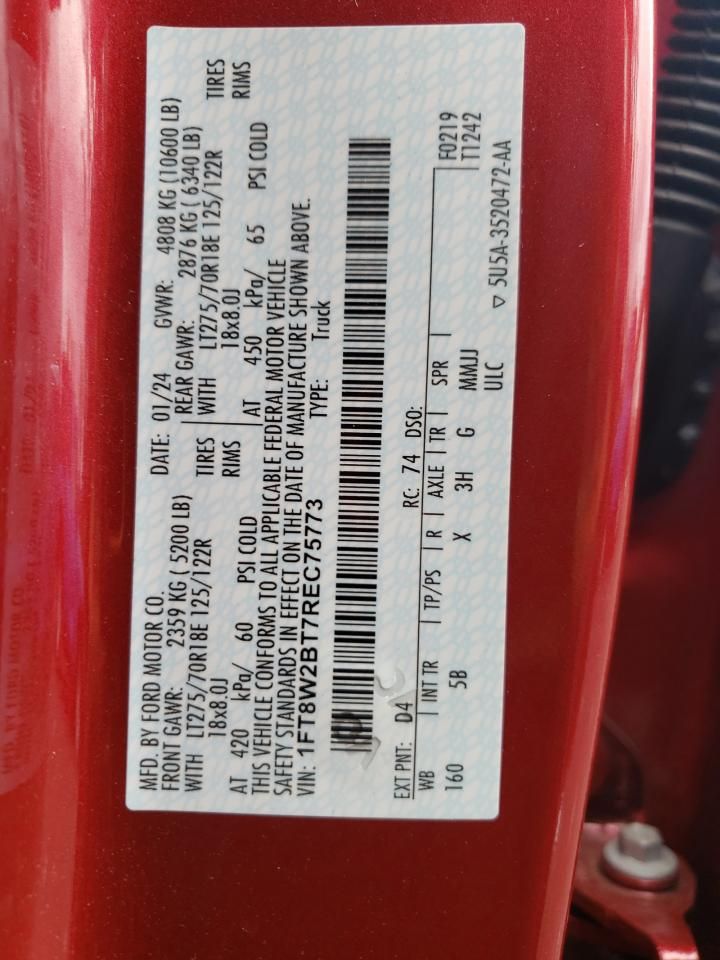 MFD. BY FORD MOTOR CO.
DATE: 01/24 GVWR: 4808 KG (10600 LB)
FRONT GAWR: 2359 KG ( 5200 LB)
REAR GAWR: 2876 KG ( 6340 LB)
WITH LT275/70R18E 125/122R TIRES
WITH LT275/70R18E 125/122R TIRES
18x8.0J RIMS
18x8.0J RIMS
AT 420 kPa/ 60 PSI COLD
AT 450 kPa/ 65 PSI COLD
THIS VEHICLE CONFORMS TO ALL APPLICABLE FEDERAL MOTOR VEHICLE
SAFETY STANDARDS IN EFFECT ON THE DATE OF MANUFACTURE SHOWN ABOVE.
VIN: 1FT8W2BT7REC75773 TYPE: Truck
EXT PNT: D4 RC: 74 DSO: F0219
WB INT TR TP/PS R AXLE TR SPR T1242
160 5B X 3H G MMJJ
ULC ▽ 5U5A-3520472-AA